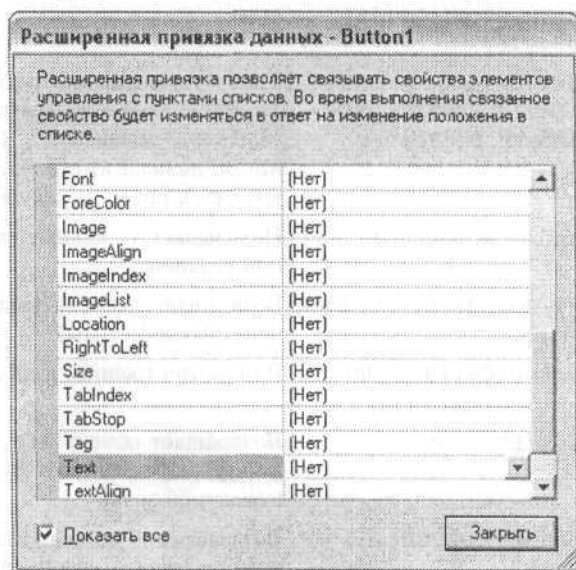 Расширенная привязка данных - Button1
Расширенная привязка позволяет связывать свойства элементов
управления с пунктами списков. Во время выполнения связанное
свойство будет изменяться в ответ на изменение положения в
списке.
Font (Нет)
ForeColor (Нет)
Image (Нет)
ImageAlign (Нет)
ImageIndex (Нет)
ImageList (Нет)
Location (Нет)
RightToLeft (Нет)
Size (Нет)
TabIndex (Нет)
TabStop (Нет)
Tag (Нет)
Text (Нет)
TextAlign (Нет)
Показать все
Закрыть